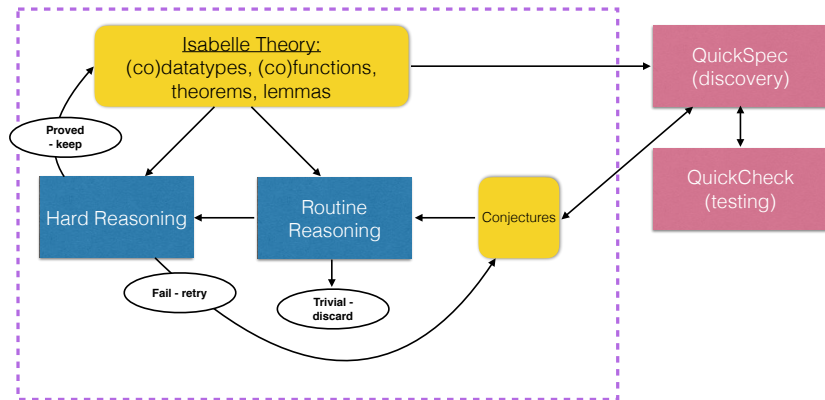 Isabelle Theory:
(co)datatypes, (co)functions,
theorems, lemmas
QuickSpec
(discovery)
Proved
- keep
QuickCheck
(testing)
Hard Reasoning
Routine
Reasoning
Conjectures
Fail - retry
Trivial -
discard